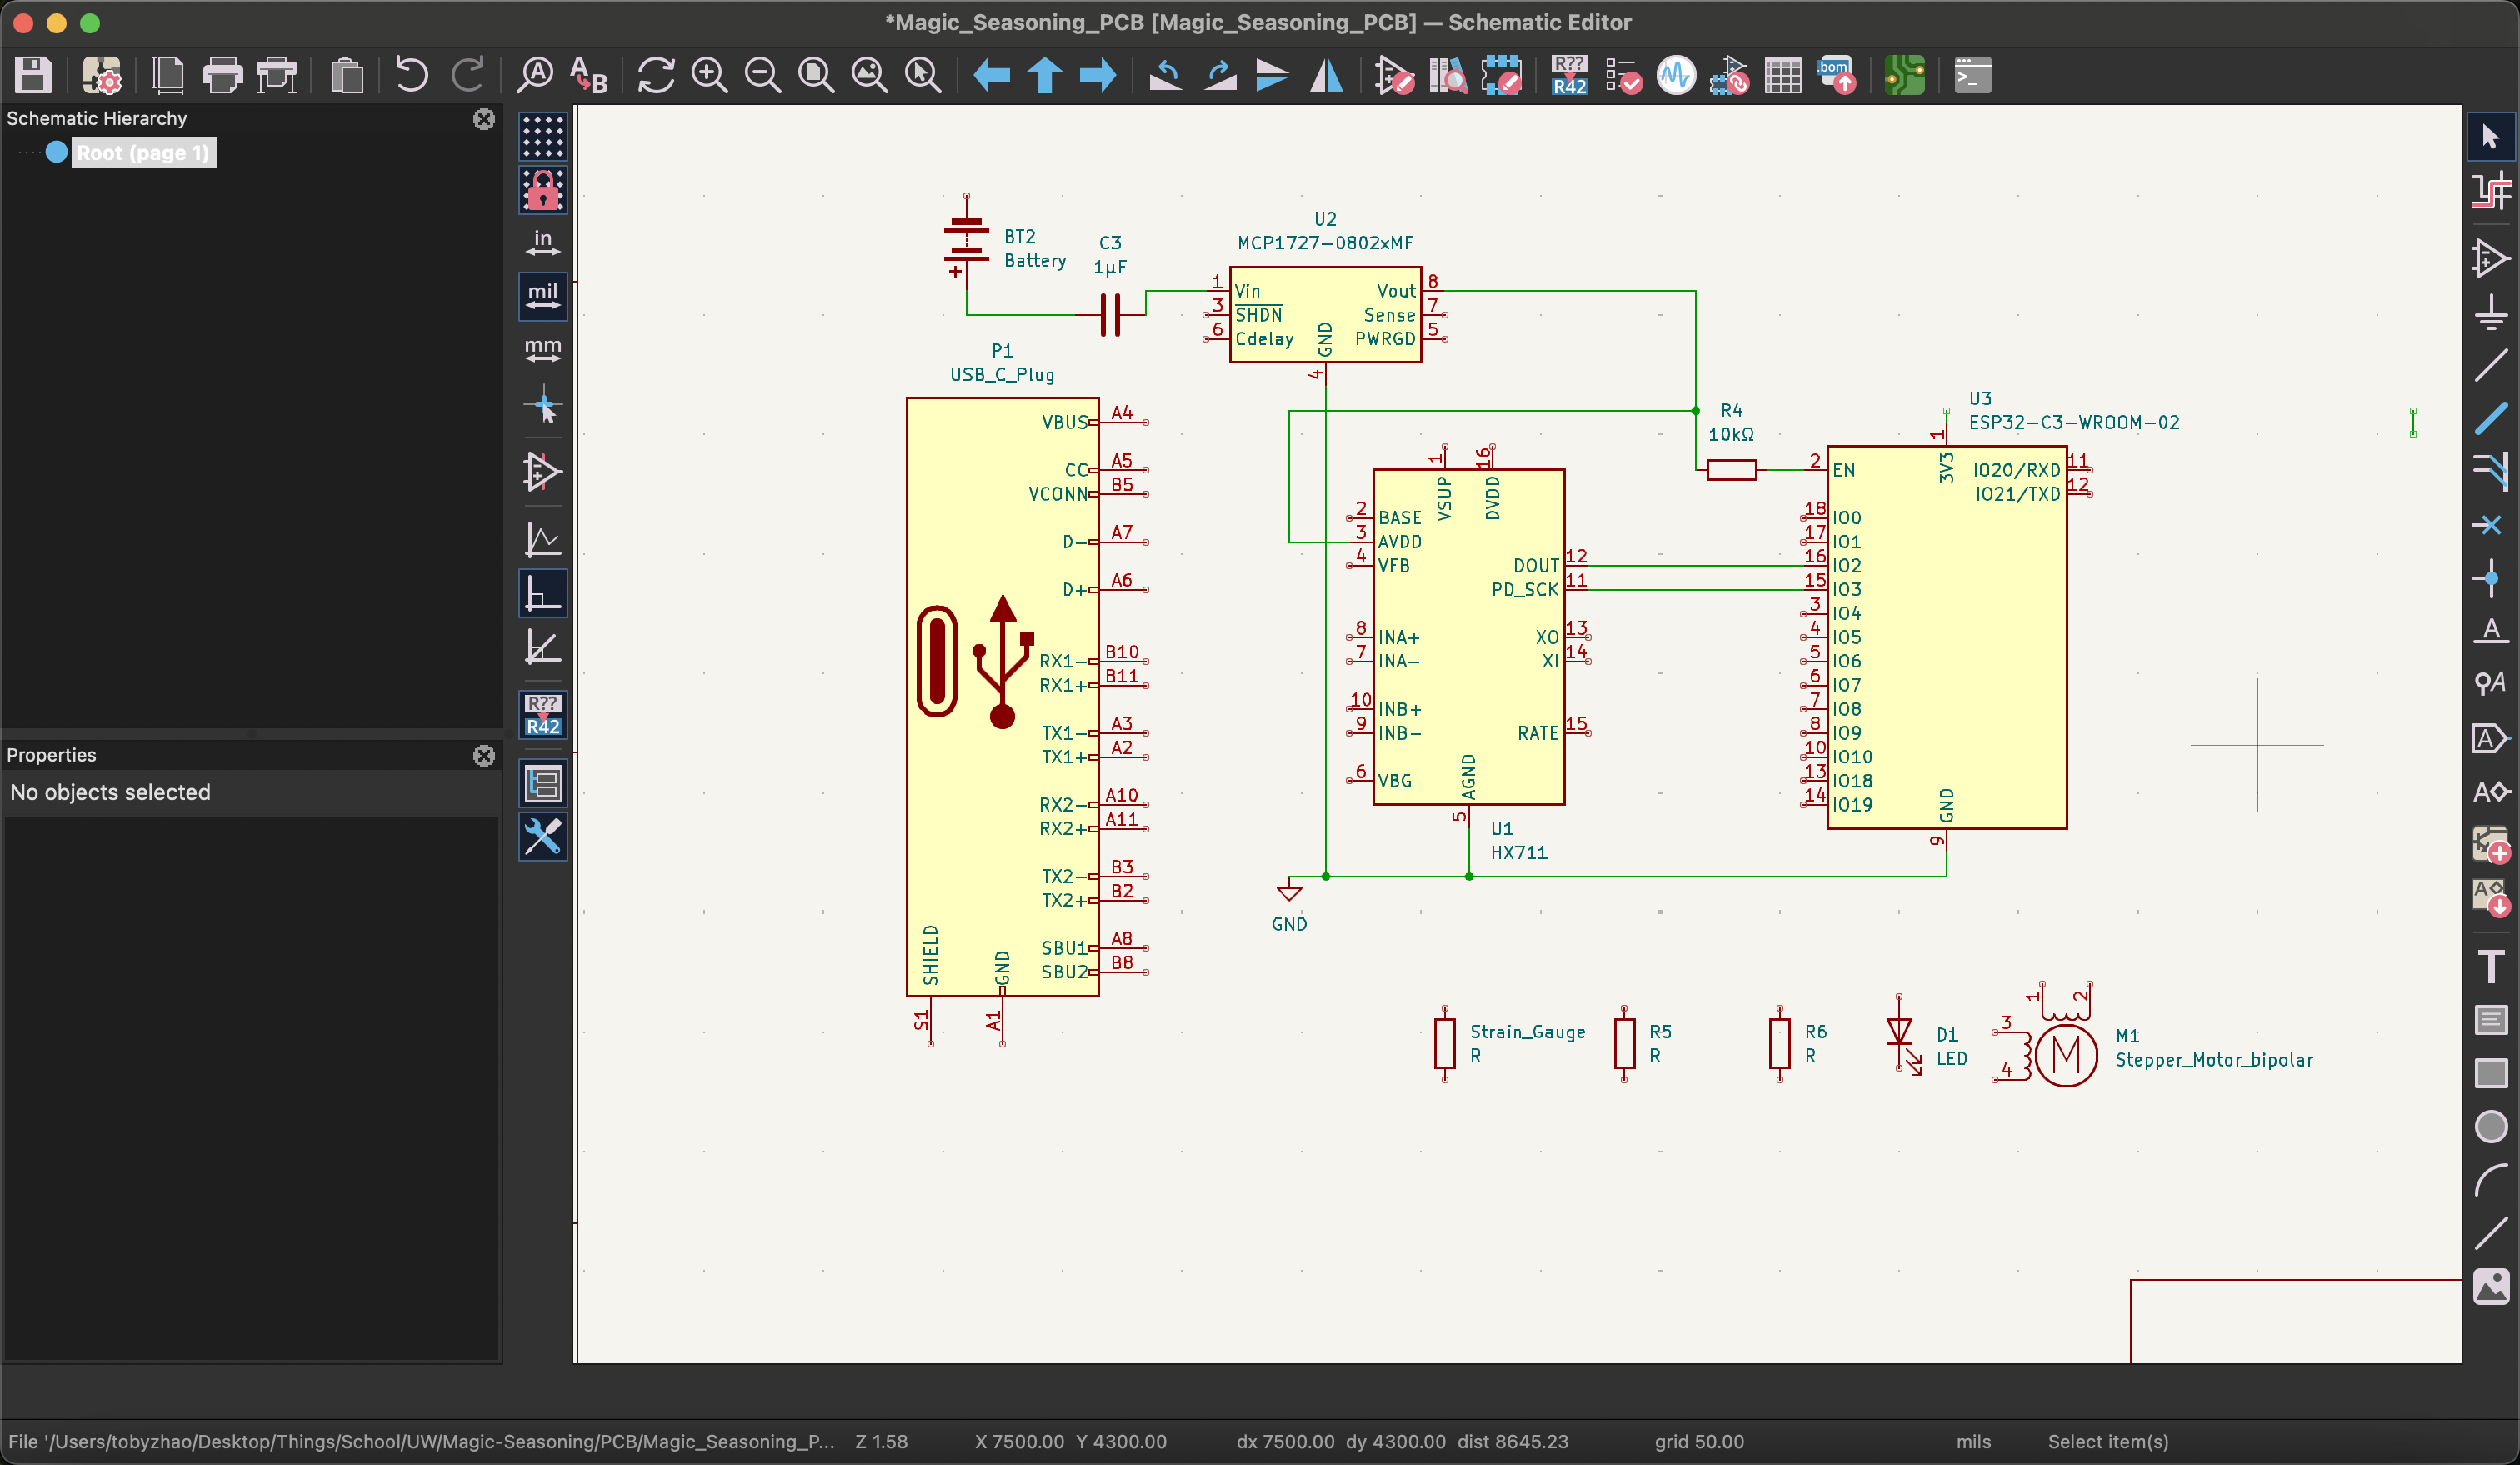 *Magic_Seasoning_PCB [Magic_Seasoning_PCB] — Schematic Editor
A
A
B
R??
R42
.bom
>_
Schematic Hierarchy
Root (page 1)
in
mil
mm
R??
R42
Properties
No objects selected
BT2
Battery
+
C3
1µF
U2
MCP1727-0802xMF
1
Vin
3
SHDN
6
Cdelay
GND
4
Vout
8
Sense
7
PWRGD
5
P1
USB_C_Plug
VBUS
A4
CC
A5
VCONN
B5
D-
A7
D+
A6
RX1-
B10
RX1+
B11
TX1-
A3
TX1+
A2
RX2-
A10
RX2+
A11
TX2-
B3
TX2+
B2
SBU1
A8
SBU2
B8
SHIELD
GND
S1
A1
1
16
VSUP
DVDD
2
BASE
3
AVDD
4
VFB
8
INA+
7
INA-
10
INB+
9
INB-
6
VBG
DOUT
12
PD_SCK
11
XO
13
XI
14
RATE
15
AGND
5
U1
HX711
GND
R4
10kΩ
U3
ESP32-C3-WROOM-02
1
3V3
2
EN
18
IO0
17
IO1
16
IO2
15
IO3
3
IO4
4
IO5
5
IO6
6
IO7
7
IO8
8
IO9
10
IO10
13
IO18
14
IO19
IO20/RXD
11
IO21/TXD
12
GND
9
Strain_Gauge
R
R5
R
R6
R
D1
LED
1
2
3
4
M
M1
Stepper_Motor_bipolar
A
A
A
A
A
T
File '/Users/tobyzhao/Desktop/Things/School/UW/Magic-Seasoning/PCB/Magic_Seasoning_P...
Z 1.58
X 7500.00 Y 4300.00
dx 7500.00 dy 4300.00 dist 8645.23
grid 50.00
mils
Select item(s)